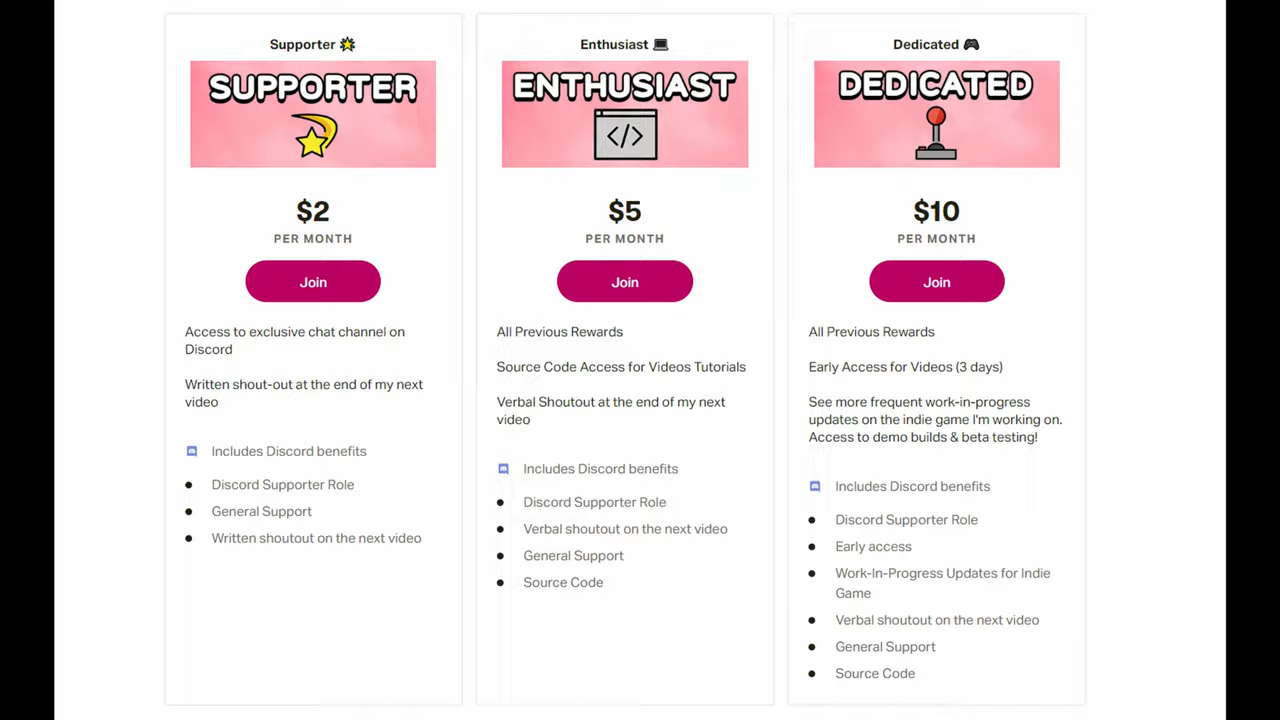 Supporter 🌟
SUPPORTER
$2
PER MONTH
Join
Access to exclusive chat channel on
Discord
Written shout-out at the end of my next
video
Includes Discord benefits
Discord Supporter Role
General Support
Written shoutout on the next video
Enthusiast 💻
ENTHUSIAST
</>
$5
PER MONTH
Join
All Previous Rewards
Source Code Access for Videos Tutorials
Verbal Shoutout at the end of my next
video
Includes Discord benefits
Discord Supporter Role
Verbal shoutout on the next video
General Support
Source Code
Dedicated 🎮
DEDICATED
$10
PER MONTH
Join
All Previous Rewards
Early Access for Videos (3 days)
See more frequent work-in-progress
updates on the indie game I'm working on.
Access to demo builds & beta testing!
Includes Discord benefits
Discord Supporter Role
Early access
Work-In-Progress Updates for Indie
Game
Verbal shoutout on the next video
General Support
Source Code